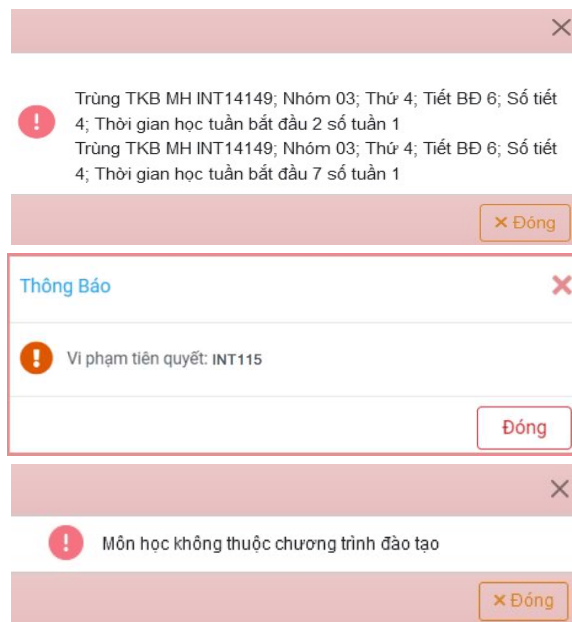 Trùng TKB MH INT14149; Nhóm 03; Thứ 4; Tiết BĐ 6; Số tiết
4; Thời gian học tuần bắt đầu 2 số tuần 1
Trùng TKB MH INT14149; Nhóm 03; Thứ 4; Tiết BĐ 6; Số tiết
4; Thời gian học tuần bắt đầu 7 số tuần 1
× Đóng
Thông Báo
Vi phạm tiên quyết: INT115
Đóng
Môn học không thuộc chương trình đào tạo
× Đóng